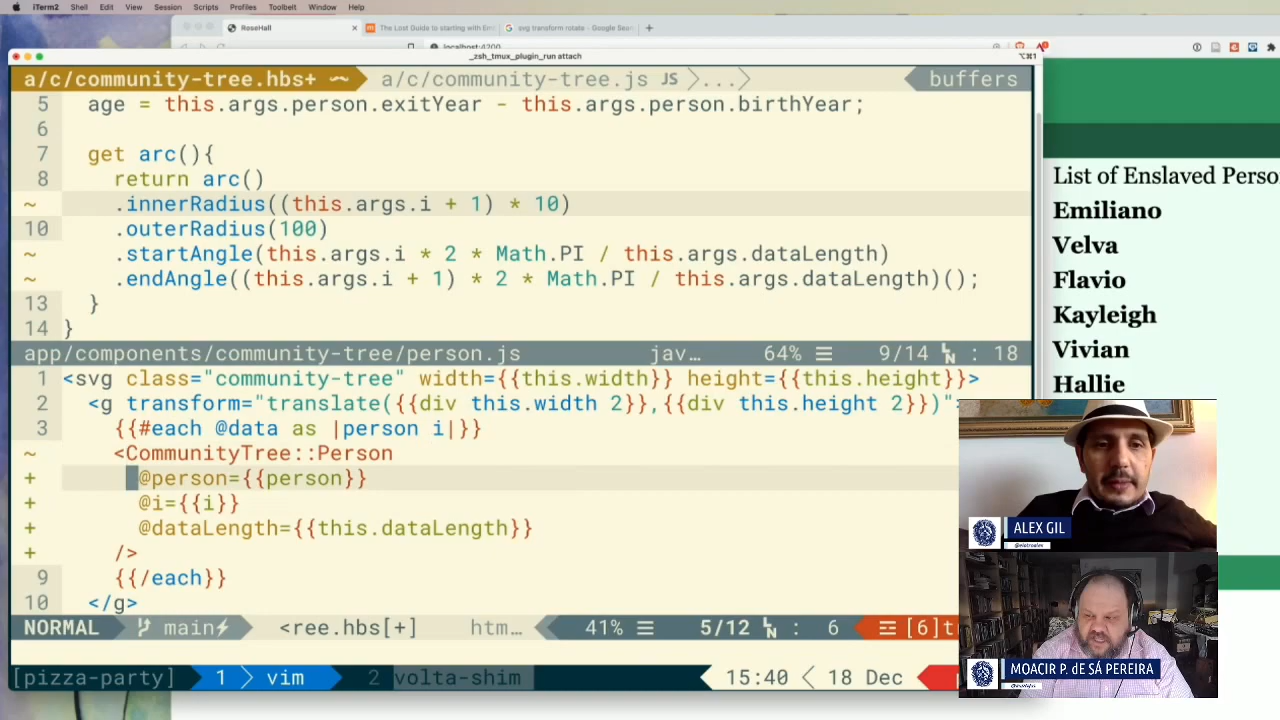 iTerm2 Shell Edit View Session Scripts Profiles Toolbelt Window Help
RoseHall
The Lost Guide to starting with Em
svg transform rotate - Google Sear
localhost:4200
_zsh_tmux_plugin_run attach
⌥⌘1
a/c/community-tree.hbs+ a/c/community-tree.js JS ...
buffers
5 age = this.args.person.exitYear - this.args.person.birthYear;
6
7 get arc(){
8 return arc()
~ .innerRadius((this.args.i + 1) * 10)
10 .outerRadius(100)
~ .startAngle(this.args.i * 2 * Math.PI / this.args.dataLength)
~ .endAngle((this.args.i + 1) * 2 * Math.PI / this.args.dataLength)();
13 }
14 }
app/components/community-tree/person.js jav… 64% ☰ 9/14 LN : 18
1 <svg class="community-tree" width={{this.width}} height={{this.height}}>
2 <g transform="translate({{div this.width 2}},{{div this.height 2}})"
3 {{#each @data as |person i|}}
~ <CommunityTree::Person
+ @person={{person}}
+ @i={{i}}
+ @dataLength={{this.dataLength}}
+ />
9 {{/each}}
10 </g>
NORMAL main⚡ <ree.hbs[+] htm… 41% ☰ 5/12 LN : 6 ☲ [6]t
[pizza-party] 1 vim 2 volta-shim 15:40 18 Dec
List of Enslaved Perso
Emiliano
Velva
Flavio
Kayleigh
Vivian
Hallie
ALEX GIL
@elotroalex
MOACIR P. dE SÁ PEREIRA